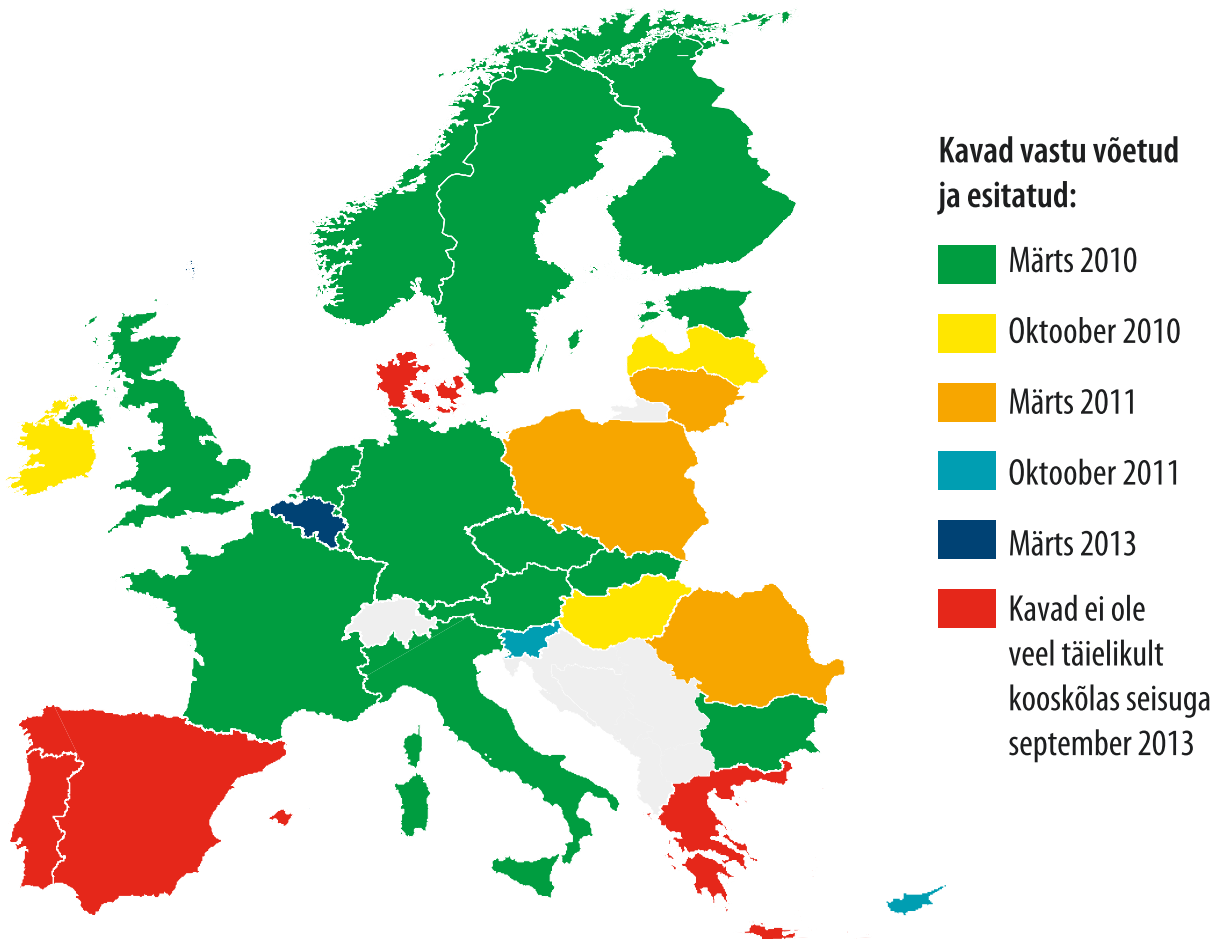 Kavad vastu võetud
ja esitatud:
Märts 2010
Oktoober 2010
Märts 2011
Oktoober 2011
Märts 2013
Kavad ei ole
veel täielikult
kooskõlas seisuga
september 2013